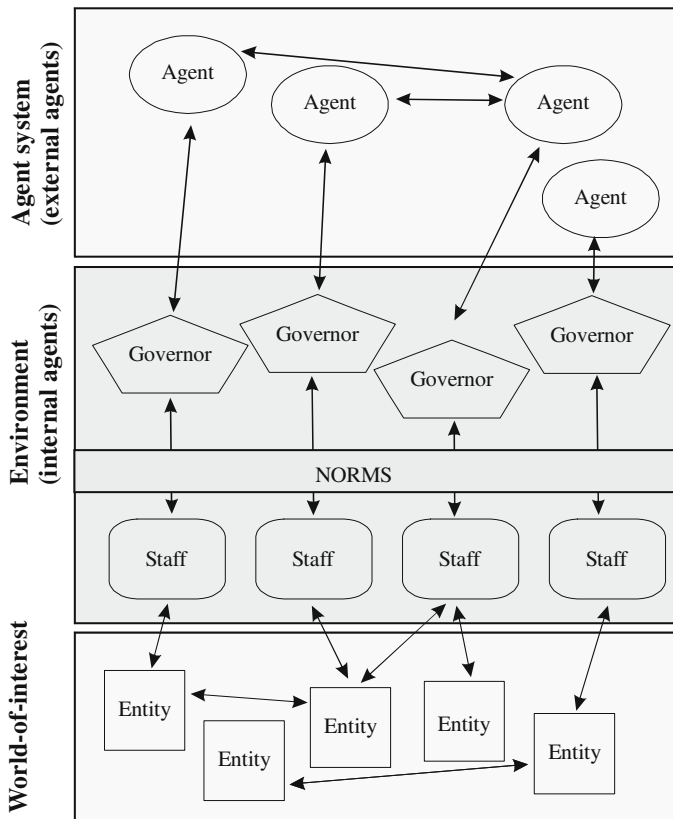 Agent system
(external agents)
Agent
Agent
Agent
Agent
Environment
(internal agents)
Governor
Governor
Governor
Governor
NORMS
Staff
Staff
Staff
Staff
World-of-interest
Entity
Entity
Entity
Entity
Entity